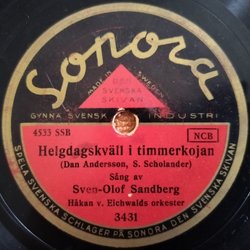 Sonora
MADE IN SWEDEN
DEN
SVENSKA
SKIVAN
GYNNA SVENSK INDUSTRI
4533 SSB
NCB
Helgdagskväll i timmerkojan
(Dan Andersson, S. Scholander)
Sång av
Sven-Olof Sandberg
Håkan v. Eichwalds orkester
3431
SPELA SVENSKA SCHLAGER PÅ SONORA DEN SVENSKA SKIVAN